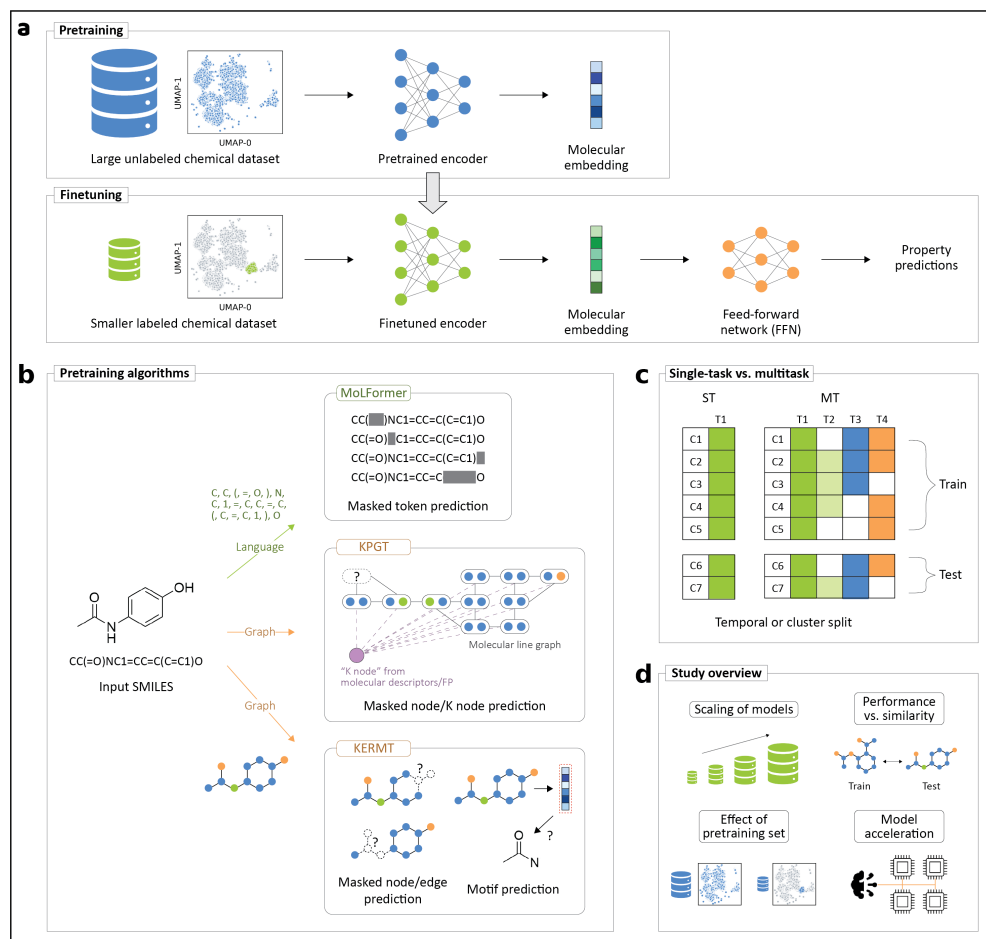 a
Pretraining
UMAP-1
UMAP-0
Large unlabeled chemical dataset
Pretrained encoder
Molecular
embedding
Finetuning
UMAP-1
UMAP-0
Smaller labeled chemical dataset
Finetuned encoder
Molecular
embedding
Feed-forward
network (FFN)
Property
predictions
b
Pretraining algorithms
C, C, (, =, O, ), N,
C, 1, =, C, C, =, C,
(, C, =, C, 1, ), O
Language
O
N
H
OH
CC(=O)NC1=CC=C(C=C1)O
Input SMILES
Graph
Graph
MoLFormer
CC( )NC1=CC=C(C=C1)O
CC(=O) C1=CC=C(C=C1)O
CC(=O)NC1=CC=C(C=C1)
CC(=O)NC1=CC=C O
Masked token prediction
KPGT
?
Molecular line graph
"K node" from
molecular descriptors/FP
Masked node/K node prediction
KERMT
?
?
Masked node/edge
prediction
?
O
N
Motif prediction
c
Single-task vs. multitask
ST
MT
T1
T1 T2 T3 T4
C1 C1
C2 C2
C3 C3
C4 C4
C5 C5
Train
C6 C6
C7 C7
Test
Temporal or cluster split
d
Study overview
Scaling of models
Performance
vs. similarity
Train
Test
Effect of
pretraining set
Model
acceleration